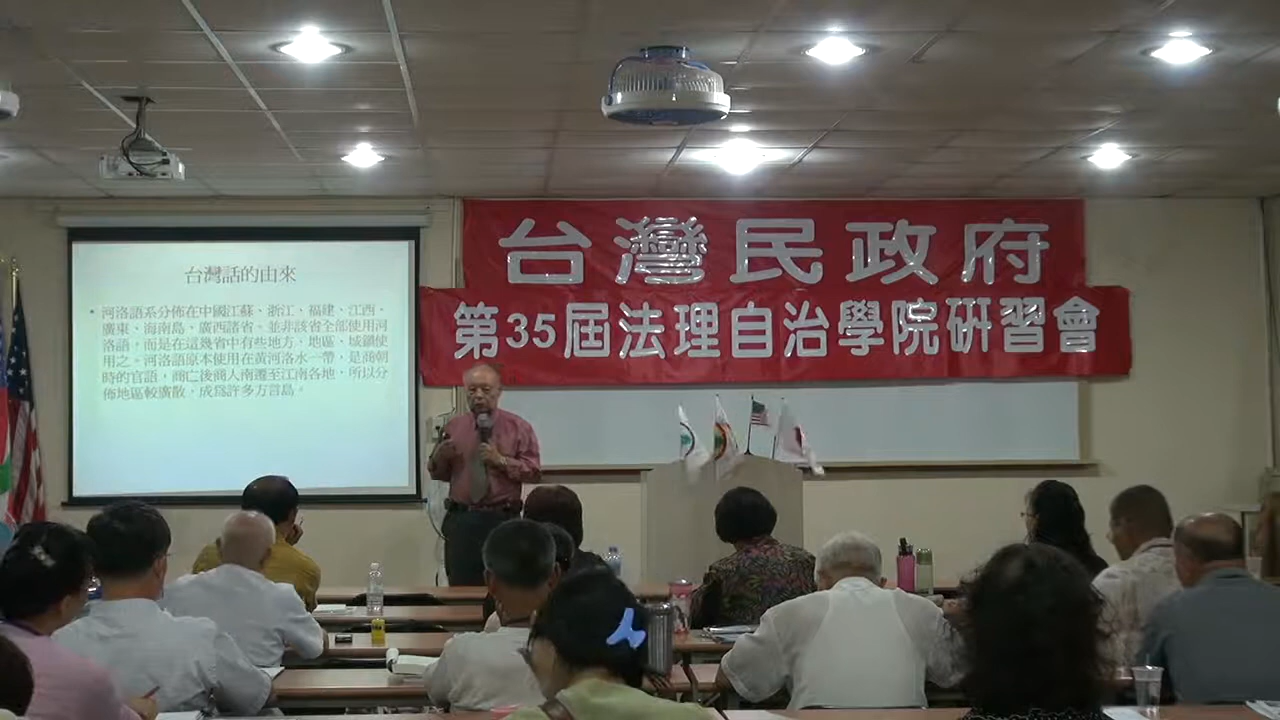 台灣民政府
第35屆法理自治學院研習會
台灣話的由來
• 河洛語系分佈在中國江蘇、浙江、福建、江西、
廣東、海南島、廣西諸省。並非該省全部使用河
洛語，而是在這幾省中有些地方、地區、城鎮使
用之。河洛語原本使用在黃河洛水一帶，是商朝
時的官語，商亡後商人南遷至江南各地，所以分
佈地區較廣散，成為許多方言島。